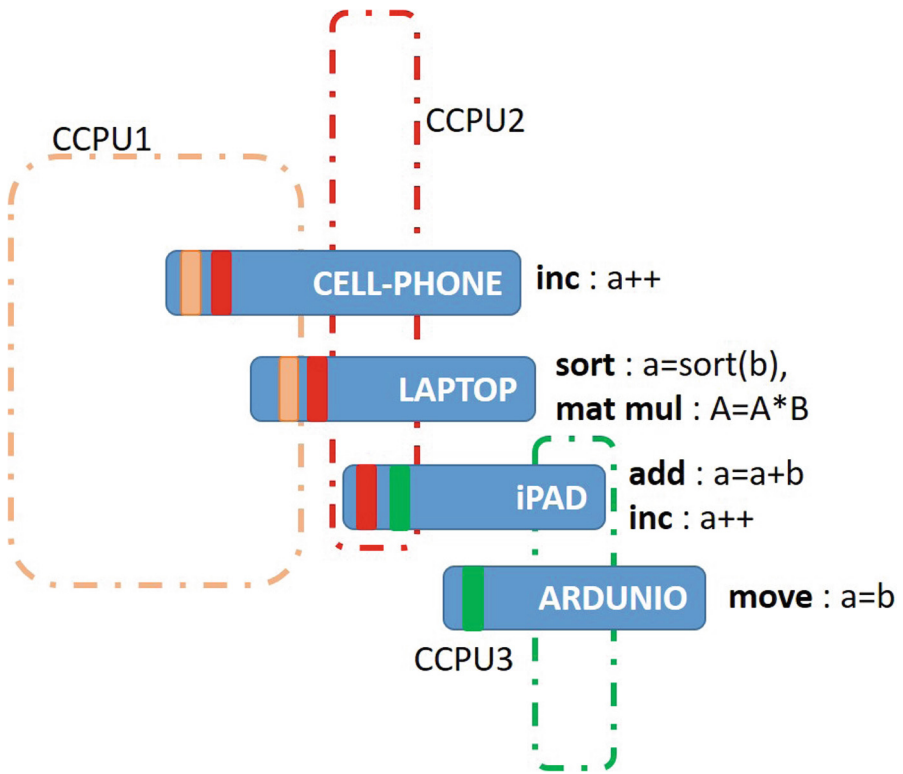 CCPU2
CCPU1
CELL-PHONE
inc : a++
LAPTOP
sort : a=sort(b),
mat mul : A=A*B
iPAD
add : a=a+b
inc : a++
ARDUNIO
move : a=b
CCPU3